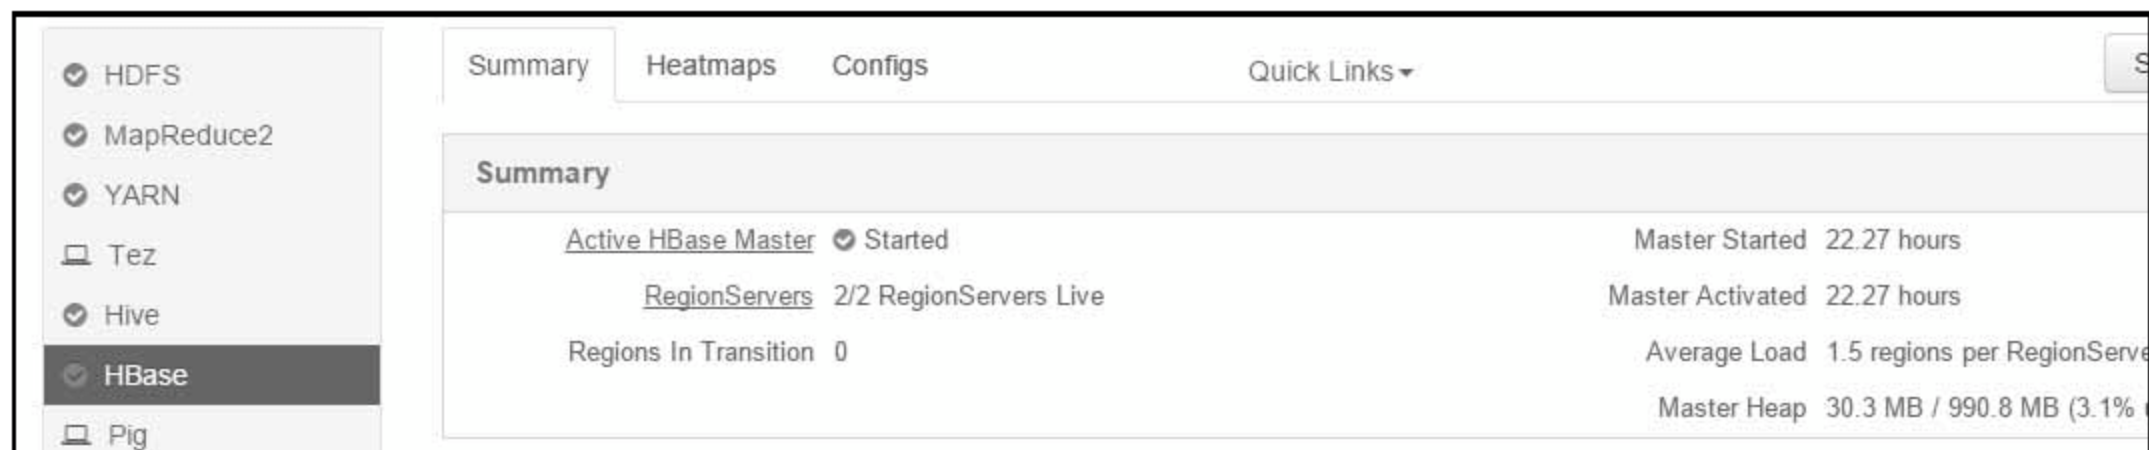 HDFS
MapReduce2
YARN
Tez
Hive
HBase
Pig
Summary Heatmaps Configs Quick Links
S
Summary
Active HBase Master Started
RegionServers 2/2 RegionServers Live
Regions In Transition 0
Master Started 22.27 hours
Master Activated 22.27 hours
Average Load 1.5 regions per RegionServe
Master Heap 30.3 MB / 990.8 MB (3.1%